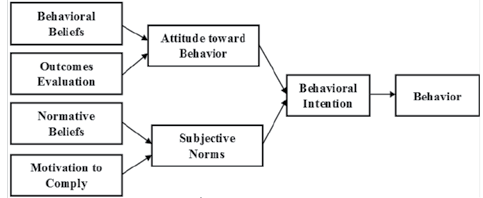 Behavioral
Beliefs
Outcomes
Evaluation
Normative
Beliefs
Motivation to
Comply
Attitude toward
Behavior
Subjective
Norms
Behavioral
Intention
Behavior